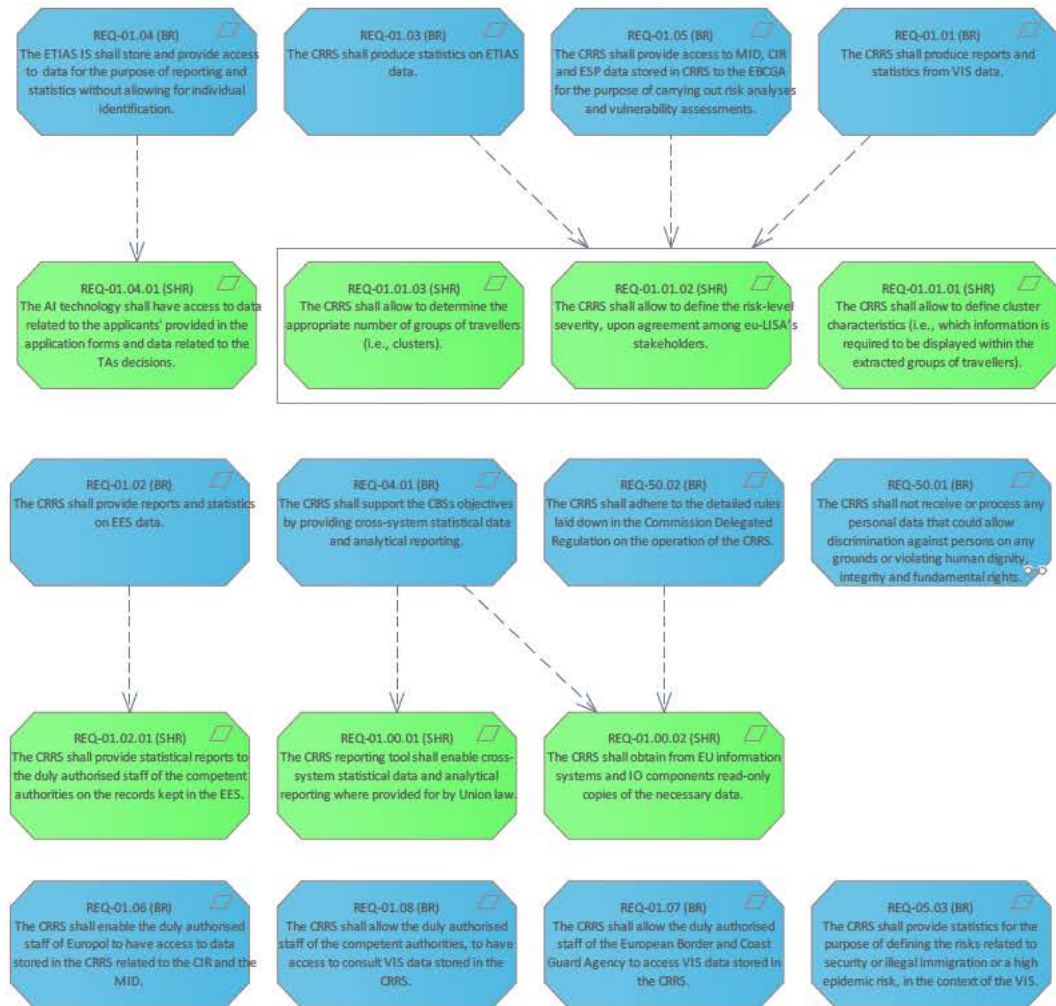 REQ-01.04 (BR)
The ETIAS IS shall store and provide access
to data for the purpose of reporting and
statistics without allowing for individual
identification.
REQ-01.03 (BR)
The CRRS shall produce statistics on ETIAS
data.
REQ-01.05 (BR)
The CRRS shall provide access to MID, CIR
and ESP data stored in CRRS to the EBCGA
for the purpose of carrying out risk analyses
and vulnerability assessments.
REQ-01.01 (BR)
The CRRS shall produce reports and
statistics from VIS data.
REQ-01.04.01 (SHR)
The AI technology shall have access to data
related to the applicants' provided in the
application forms and data related to the
TAs decisions.
REQ-01.01.03 (SHR)
The CRRS shall allow to determine the
appropriate number of groups of travellers
(i.e., clusters).
REQ-01.01.02 (SHR)
The CRRS shall allow to define the risk-level
severity, upon agreement among eu-LISA's
stakeholders.
REQ-01.01.01 (SHR)
The CRRS shall allow to define cluster
characteristics (i.e., which information is
required to be displayed within the
extracted groups of travellers).
REQ-01.02 (BR)
The CRRS shall provide reports and statistics
on EES data.
REQ-04.01 (BR)
The CRRS shall support the CBSs objectives
by providing cross-system statistical data
and analytical reporting.
REQ-50.02 (BR)
The CRRS shall adhere to the detailed rules
laid down in the Commission Delegated
Regulation on the operation of the CRRS.
REQ-50.01 (BR)
The CRRS shall not receive or process any
personal data that could allow
discrimination against persons on any
grounds or violating human dignity,
integrity and fundamental rights.
REQ-01.02.01 (SHR)
The CRRS shall provide statistical reports to
the duly authorised staff of the competent
authorities on the records kept in the EES.
REQ-01.00.01 (SHR)
The CRRS reporting tool shall enable cross-
system statistical data and analytical
reporting where provided for by Union law.
REQ-01.00.02 (SHR)
The CRRS shall obtain from EU information
systems and IO components read-only
copies of the necessary data.
REQ-01.06 (BR)
The CRRS shall enable the duly authorised
staff of Europol to have access to data
stored in the CRRS related to the CIR and the
MID.
REQ-01.08 (BR)
The CRRS shall allow the duly authorised
staff of the competent authorities, to have
access to consult VIS data stored in the
CRRS.
REQ-01.07 (BR)
The CRRS shall allow the duly authorised
staff of the European Border and Coast
Guard Agency to access VIS data stored in
the CRRS.
REQ-05.03 (BR)
The CRRS shall provide statistics for the
purpose of defining the risks related to
security or illegal immigration or a high
epidemic risk, in the context of the VIS.